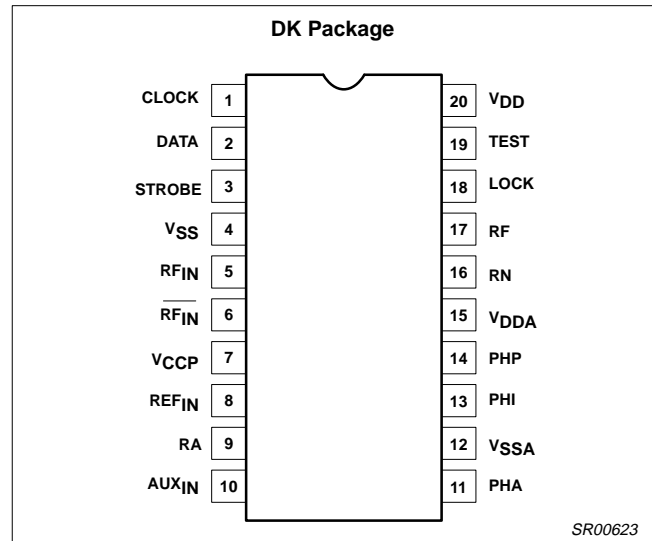 DK Package
CLOCK 1 20 VDD
DATA 2 19 TEST
STROBE 3 18 LOCK
VSS 4 17 RF
RFIN 5 16 RN
RFIN 6 15 VDDA
VCCP 7 14 PHP
REFIN 8 13 PHI
RA 9 12 VSSA
AUXIN 10 11 PHA
SR00623